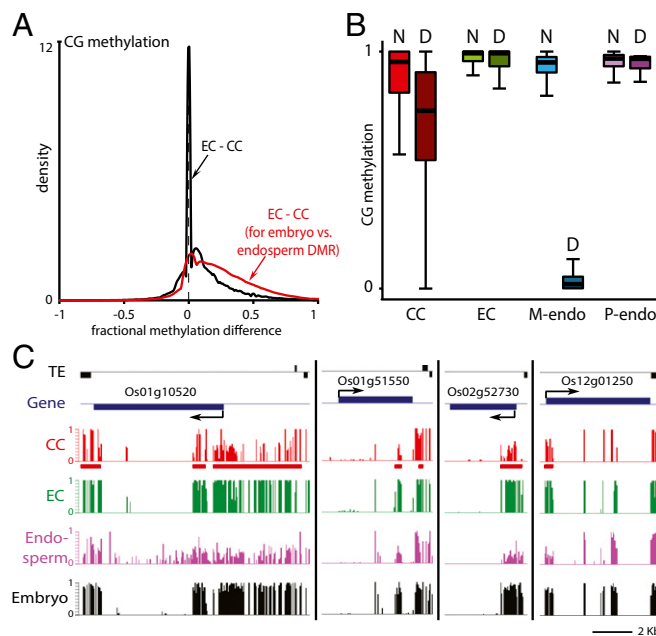 A
CG methylation
12
density
0
EC - CC
EC - CC
(for embryo vs.
endosperm DMR)
-1 -0.5 0 0.5 1
fractional methylation difference
B
CG methylation
1
0
N D N D N D N D
CC EC M-endo P-endo
C
TE
Gene
Os01g10520 Os01g51550 Os02g52730 Os12g01250
CC
1
0
EC
1
0
Endo-
sperm
1
0
Embryo
1
0